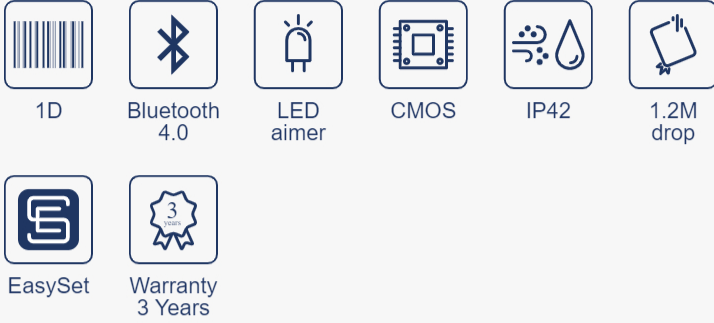 1D
Bluetooth
4.0
LED
aimer
CMOS
IP42
1.2M
drop
3
years
EasySet
Warranty
3 Years